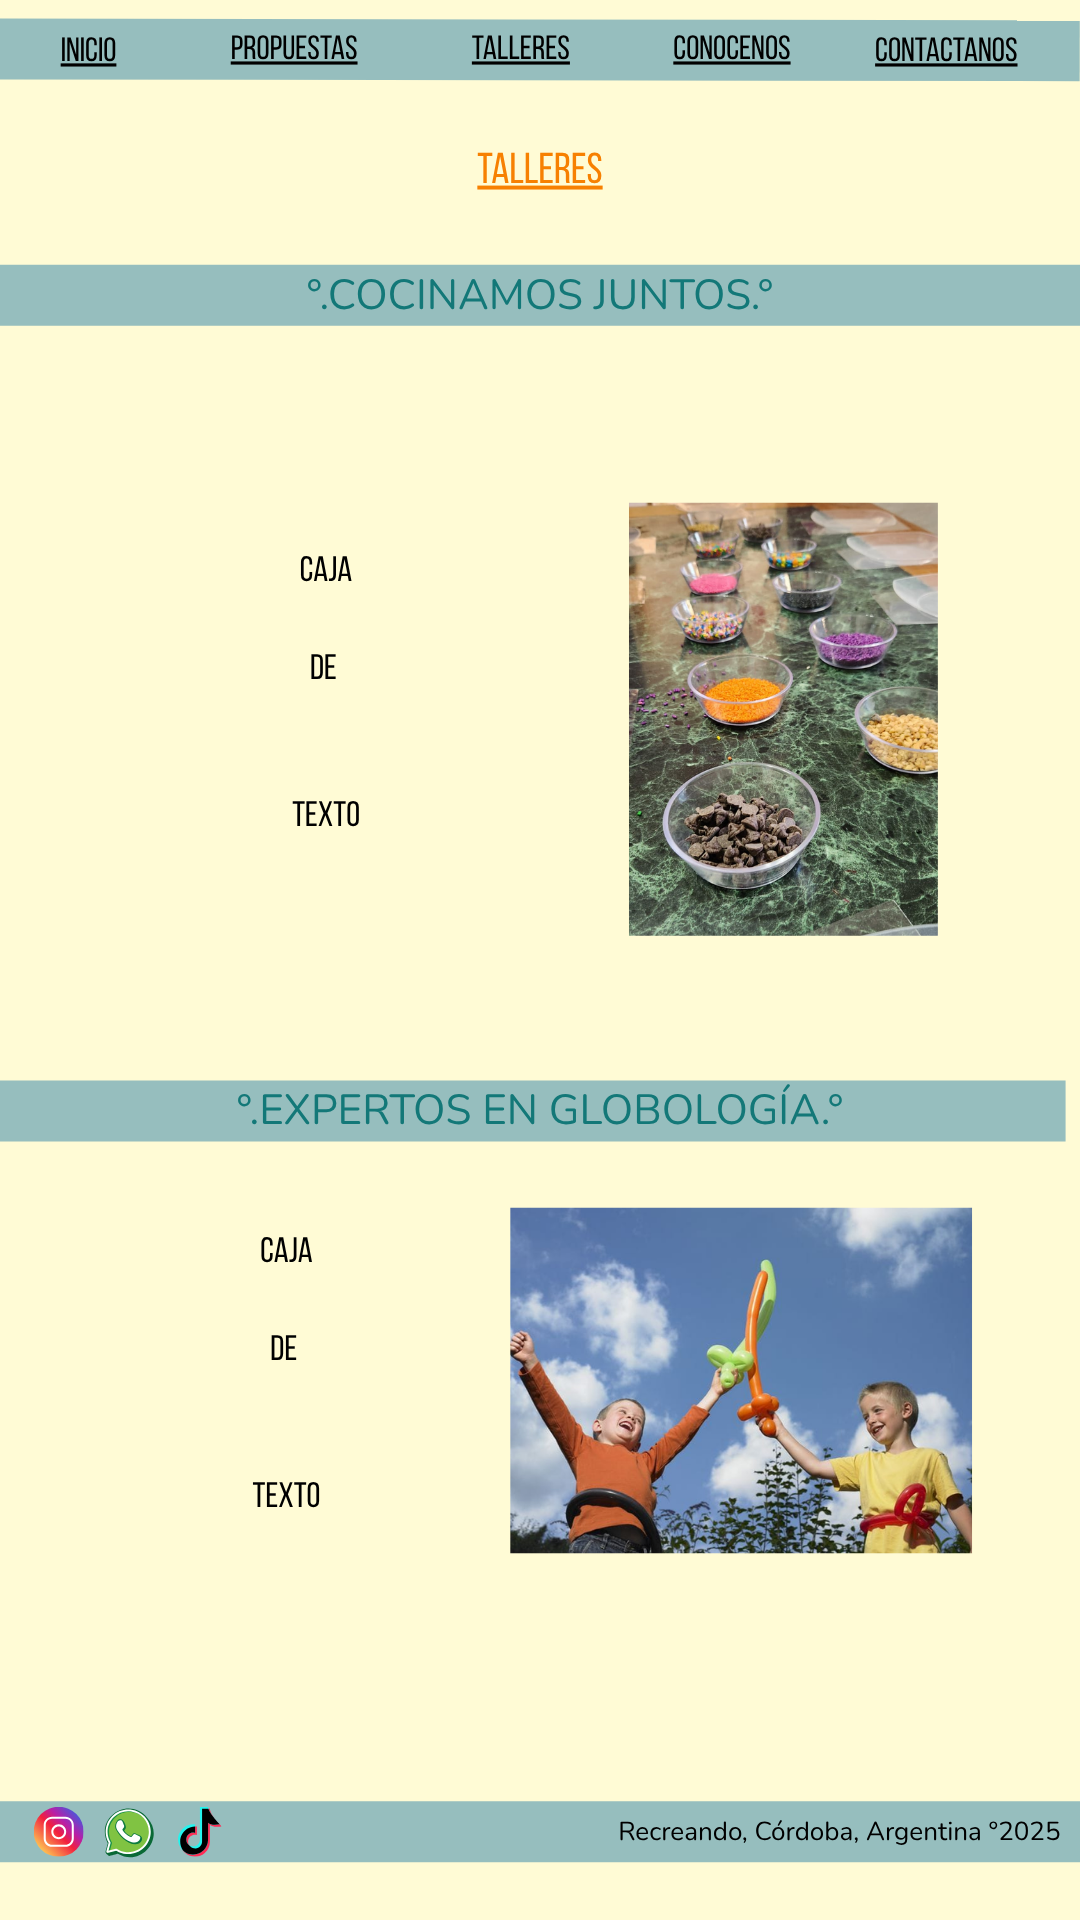 INICIO PROPUESTAS TALLERES CONOCENOS CONTACTANOS
TALLERES
°.COCINAMOS JUNTOS.°
CAJA
DE
TEXTO
°.EXPERTOS EN GLOBOLOGÍA.°
CAJA
DE
TEXTO
Recreando, Córdoba, Argentina °2025